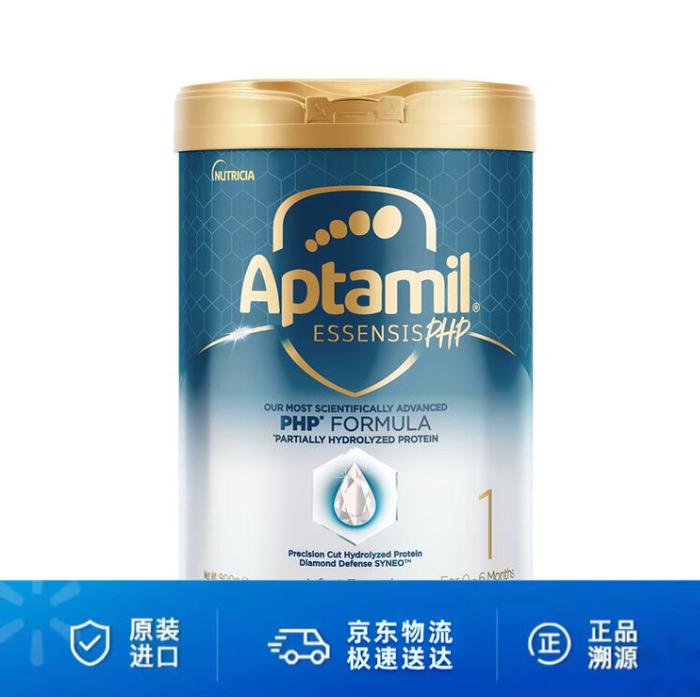 NUTRICIA
Aptamil®
ESSENSIS PHP
OUR MOST SCIENTIFICALLY ADVANCED
PHP* FORMULA
*PARTIALLY HYDROLYZED PROTEIN
1
Precision Cut Hydrolyzed Protein
Diamond Defense SYNEO™
For 0 - 6 Months
原装
进口
京东物流
极速送达
正
正品
溯源